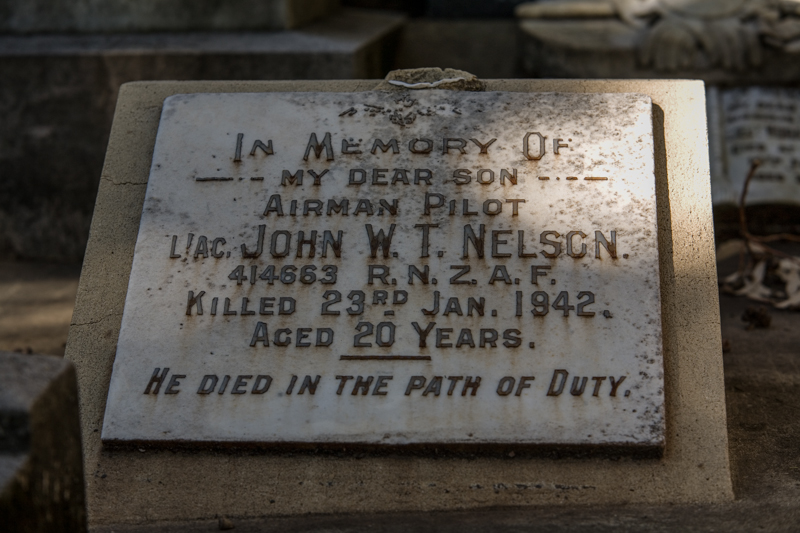 IN MEMORY OF
MY DEAR SON
AIRMAN PILOT
L/AC. JOHN W. T. NELSON.
414663 R.N.Z.A.F.
KILLED 23RD JAN. 1942.
AGED 20 YEARS.
HE DIED IN THE PATH OF DUTY.